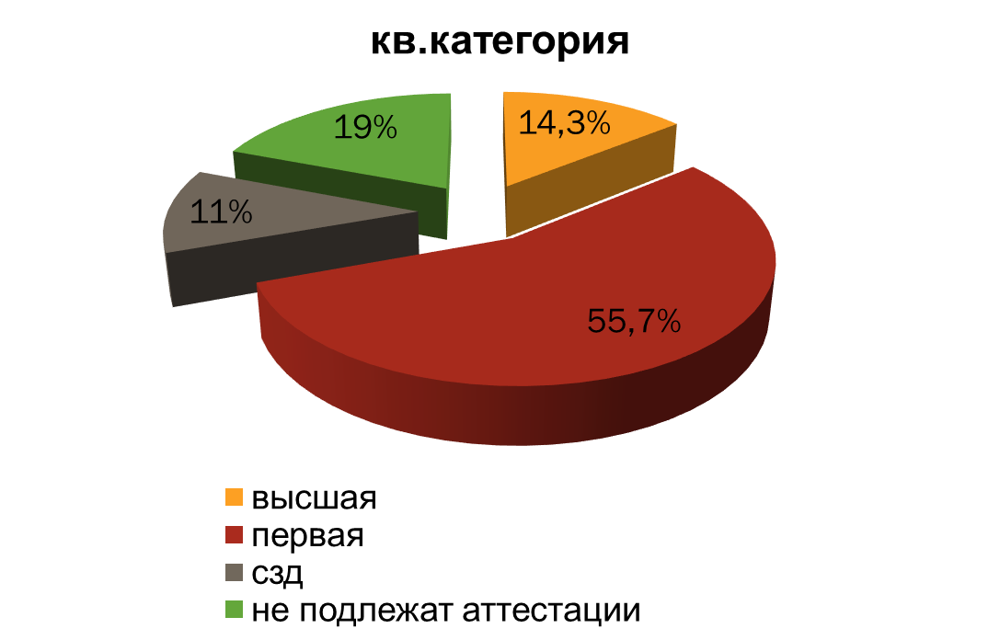 кв.категория
19%
14,3%
11%
55,7%
высшая
первая
сзд
не подлежат аттестации